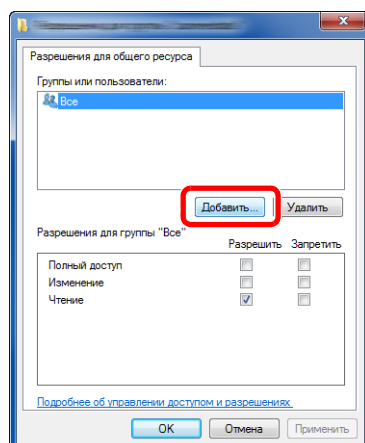 Разрешения для общего ресурса
Группы или пользователи:
Все
Добавить...
Удалить
Разрешения для группы "Все"
Разрешить Запретить
Полный доступ
Изменение
Чтение
Подробнее об управлении доступом и разрешениях
OK Отмена Применить